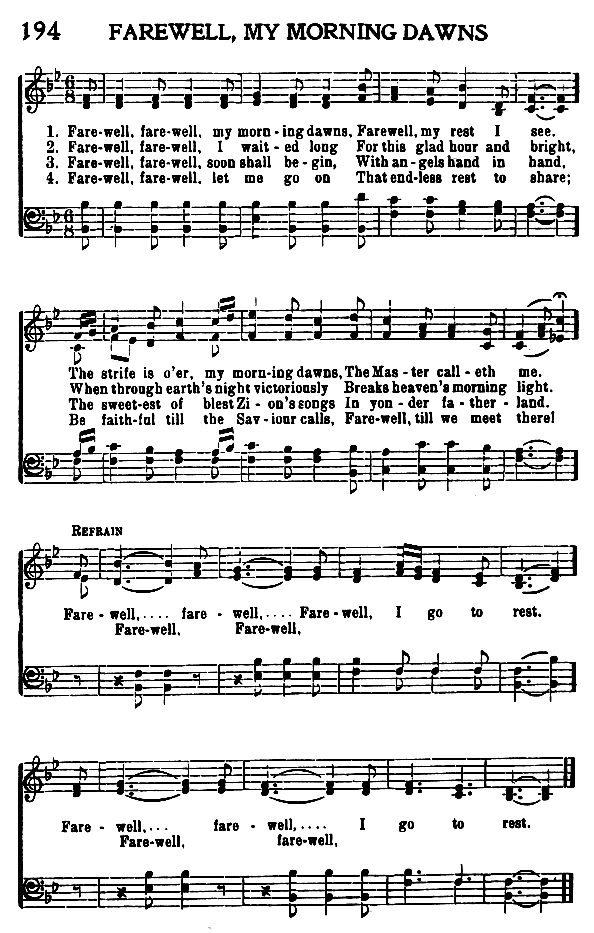 194 FAREWELL, MY MORNING DAWNS
1. Fare-well, fare-well, my morn-ing dawns, Farewell, my rest I see.
2. Fare-well, fare-well, I wait-ed long For this glad hour and bright,
3. Fare-well, fare-well, soon shall be-gin, With an-gels hand in hand,
4. Fare-well, fare-well, let me go on That end-less rest to share;
The strife is o'er, my morn-ing dawns, The Mas-ter call-eth me.
When through earth's night victoriously Breaks heaven's morning light.
The sweet-est of blest Zi-on's songs In yon-der fa-ther-land.
Be faith-ful till the Sav-iour calls, Fare-well, till we meet there!
REFRAIN
Fare-well,.... fare-well,.... Fare-well, I go to rest.
Fare-well, Farewell,
Fare-well,... fare-well,.... I go to rest.
Fare-well, fare-well,